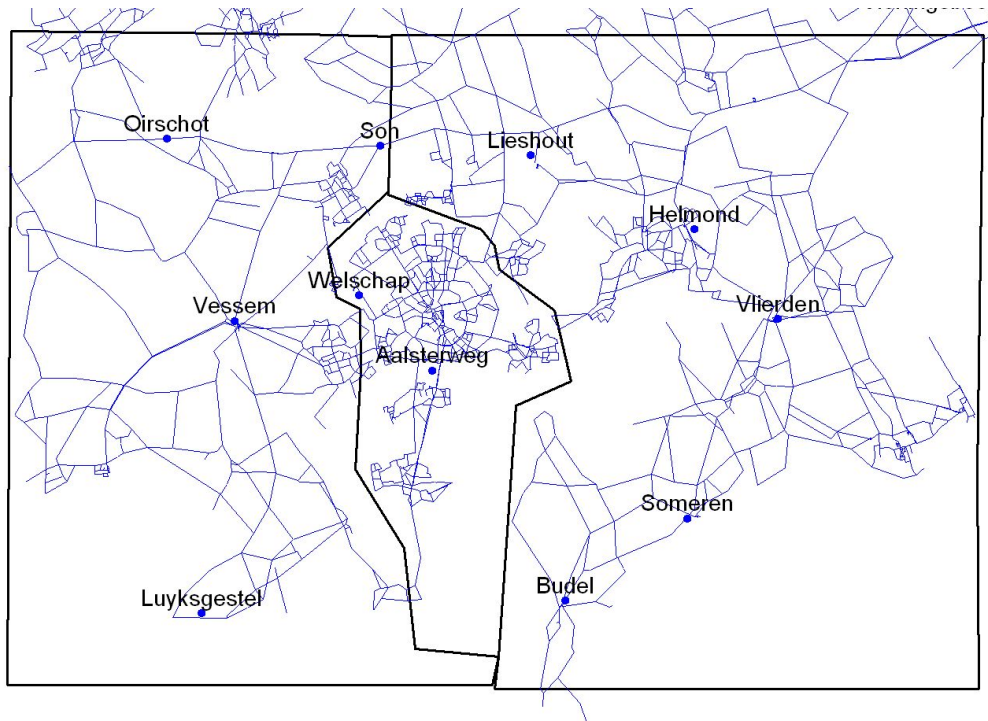 Oirschot
Son
Lieshout
Helmond
Welschap
Vessem
Vlierden
Aalsterweg
Someren
Budel
Luyksgestel